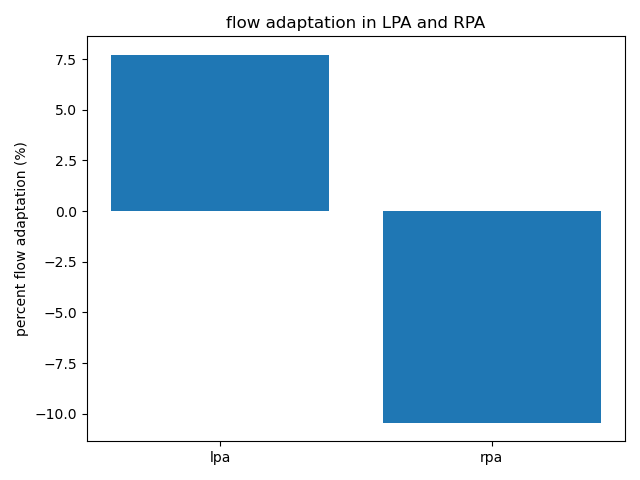 flow adaptation in LPA and RPA
percent flow adaptation (%)
7.5
5.0
2.5
0.0
−2.5
−5.0
−7.5
−10.0
lpa
rpa